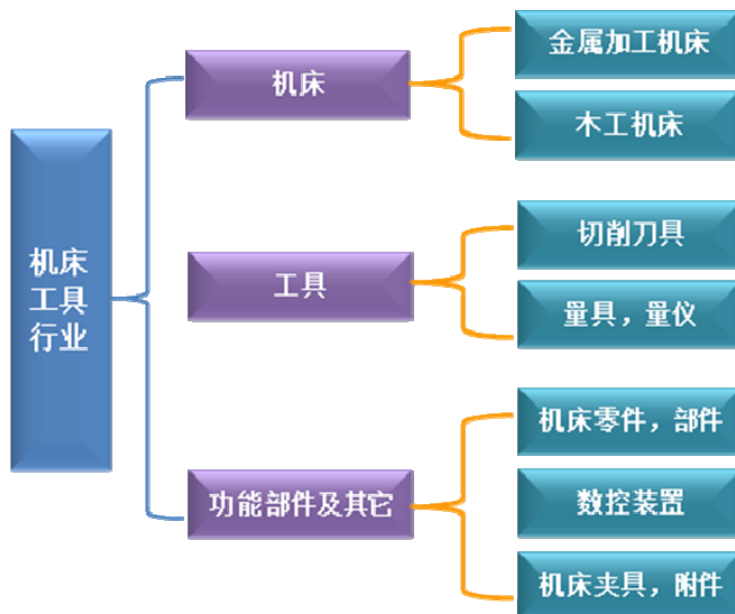 机床
工具
行业
机床
金属加工机床
木工机床
工具
切削刀具
量具，量仪
功能部件及其它
机床零件，部件
数控装置
机床夹具，附件